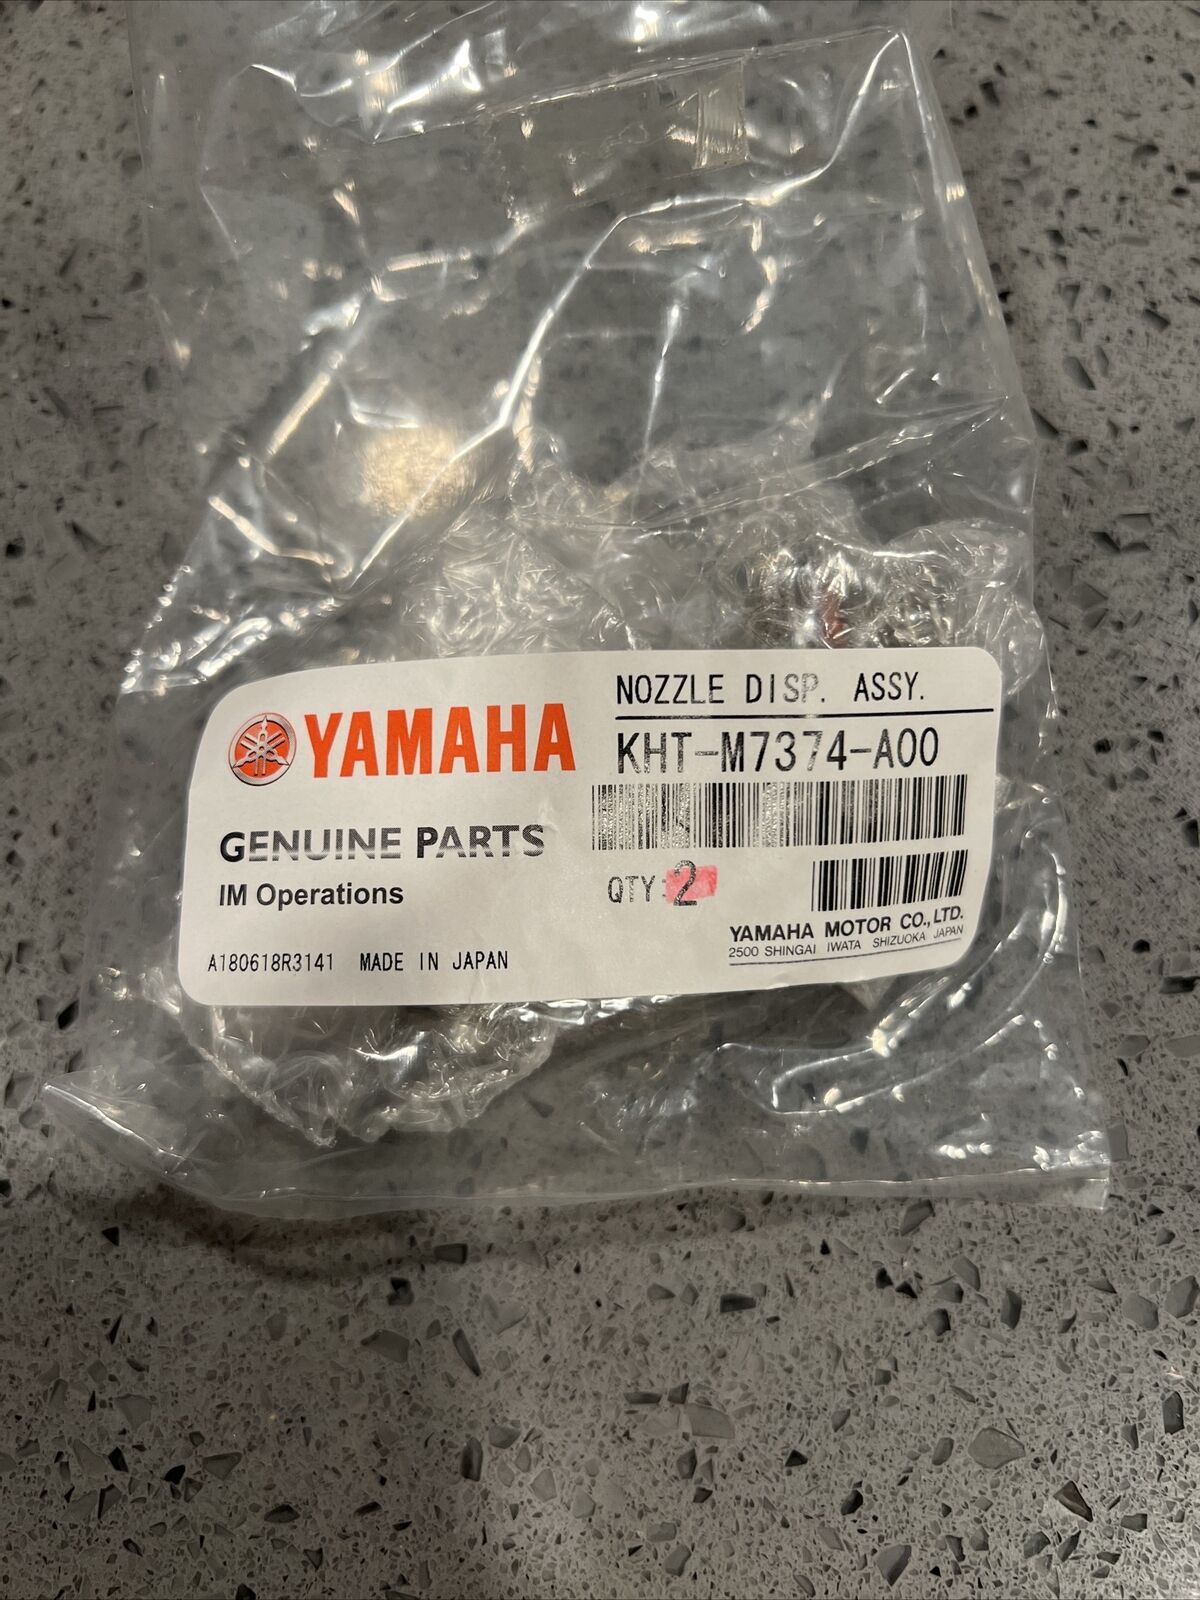 YAMAHA
GENUINE PARTS
IM Operations
A180618R3141 MADE IN JAPAN
NOZZLE DISP. ASSY.
KHT-M7374-A00
QTY:2
YAMAHA MOTOR CO., LTD.
2500 SHINGAI IWATA SHIZUOKA JAPAN